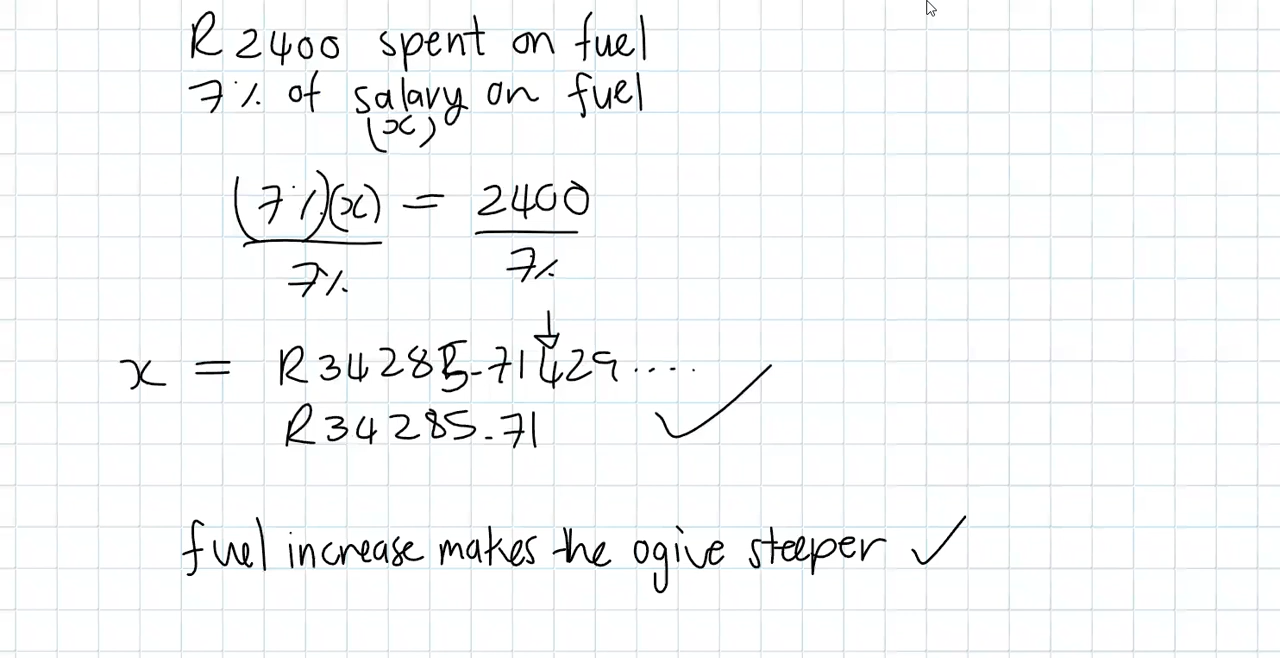 R2400 spent on fuel
7% of salary on fuel
(x)
(7%)(x) = 2400
7% 7%
x = R34285.71429....
R34285.71
fuel increase makes the ogive steeper